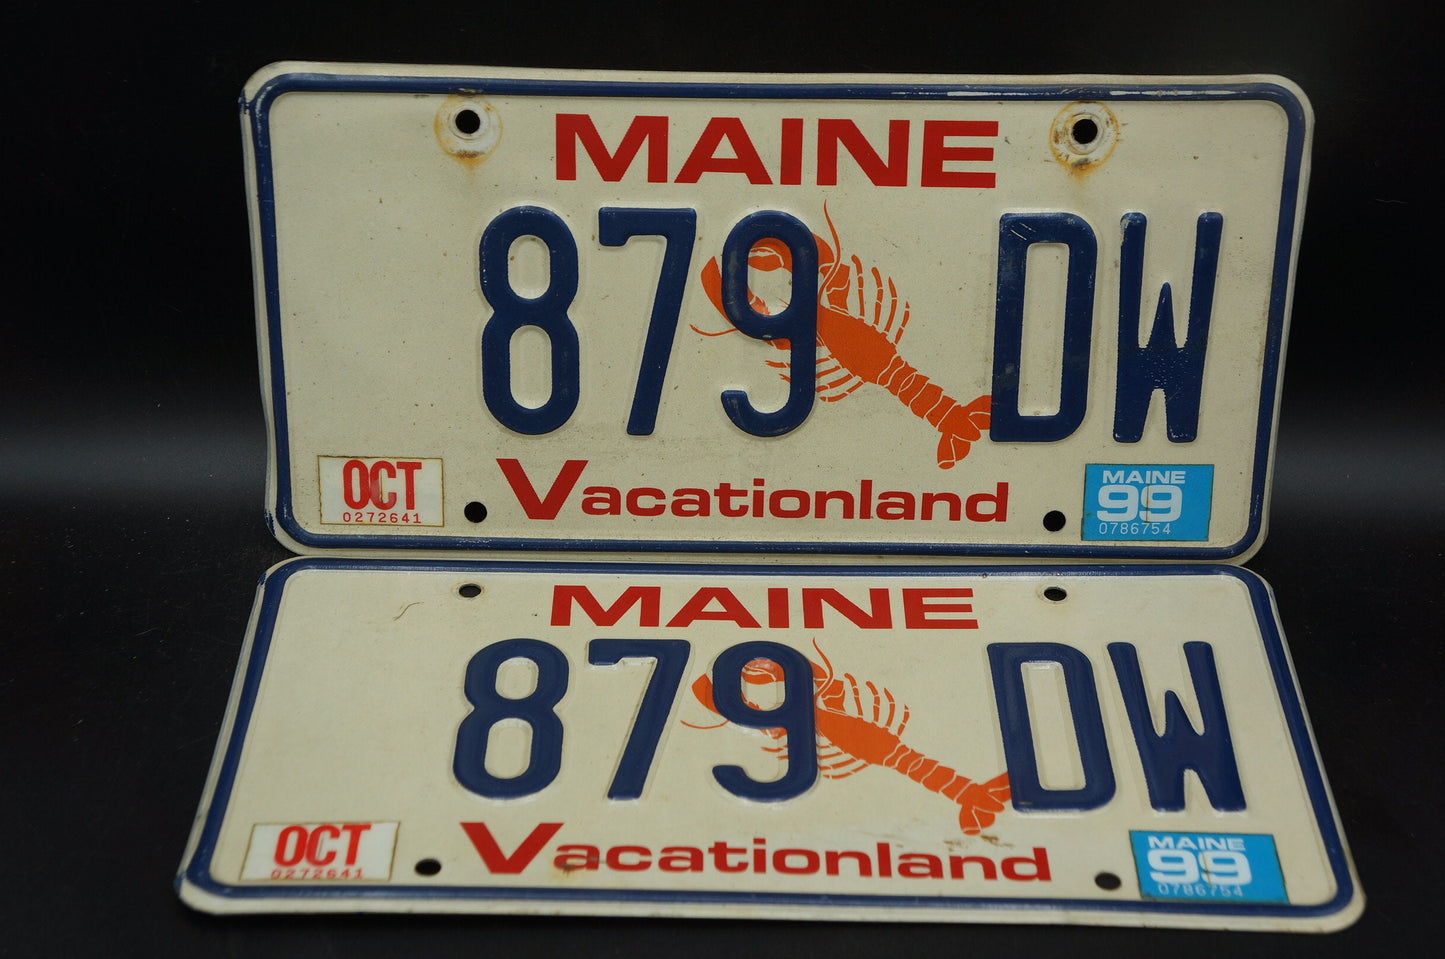 MAINE
879 DW
OCT
0272641
Vacationland
MAINE
99
0786754
MAINE
879 DW
OCT
0272641
Vacationland
MAINE
99
0786754